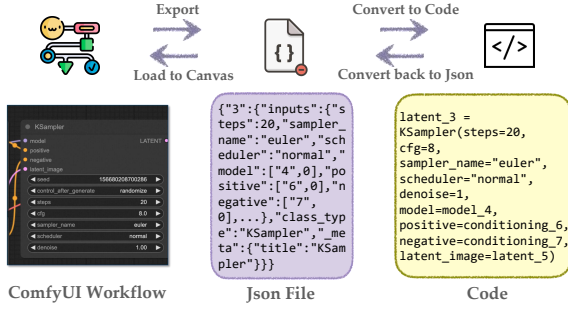 Export
Load to Canvas
{ }
Convert to Code
Convert back to Json
</>
KSampler
model
LATENT
positive
negative
latent_image
seed 156680208700286
control_after_generate randomize
steps 20
cfg 8.0
sampler_name euler
scheduler normal
denoise 1.00
{"3":{"inputs":{"s
teps":20,"sampler_
name":"euler","sch
eduler":"normal","
model":["4",0],"po
sitive":["6",0],"n
egative":["7",
0],...},"class_typ
e":"KSampler","_me
ta":{"title":"KSam
pler"}}}
latent_3 =
KSampler(steps=20,
cfg=8,
sampler_name="euler",
scheduler="normal",
denoise=1,
model=model_4,
positive=conditioning_6,
negative=conditioning_7,
latent_image=latent_5)
ComfyUI Workflow
Json File
Code